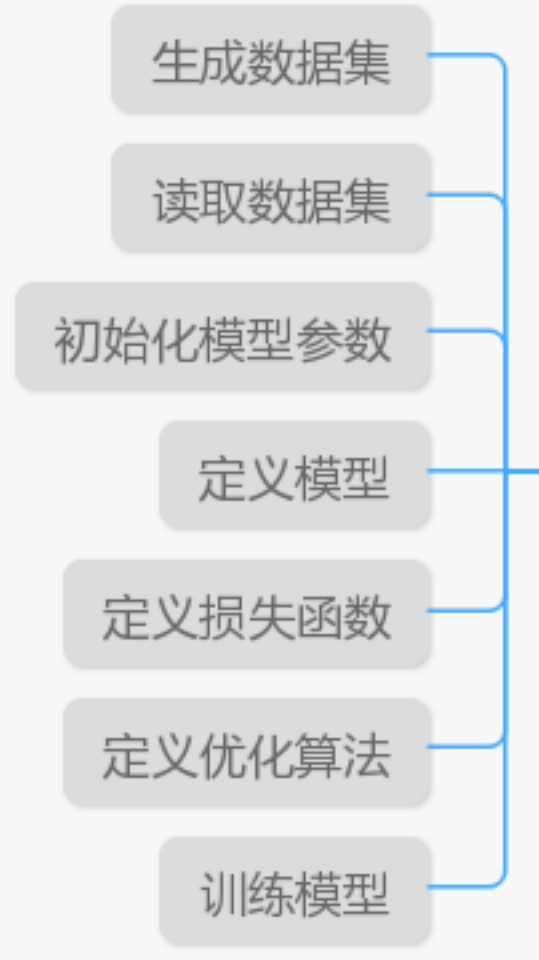 生成数据集
读取数据集
初始化模型参数
定义模型
定义损失函数
定义优化算法
训练模型